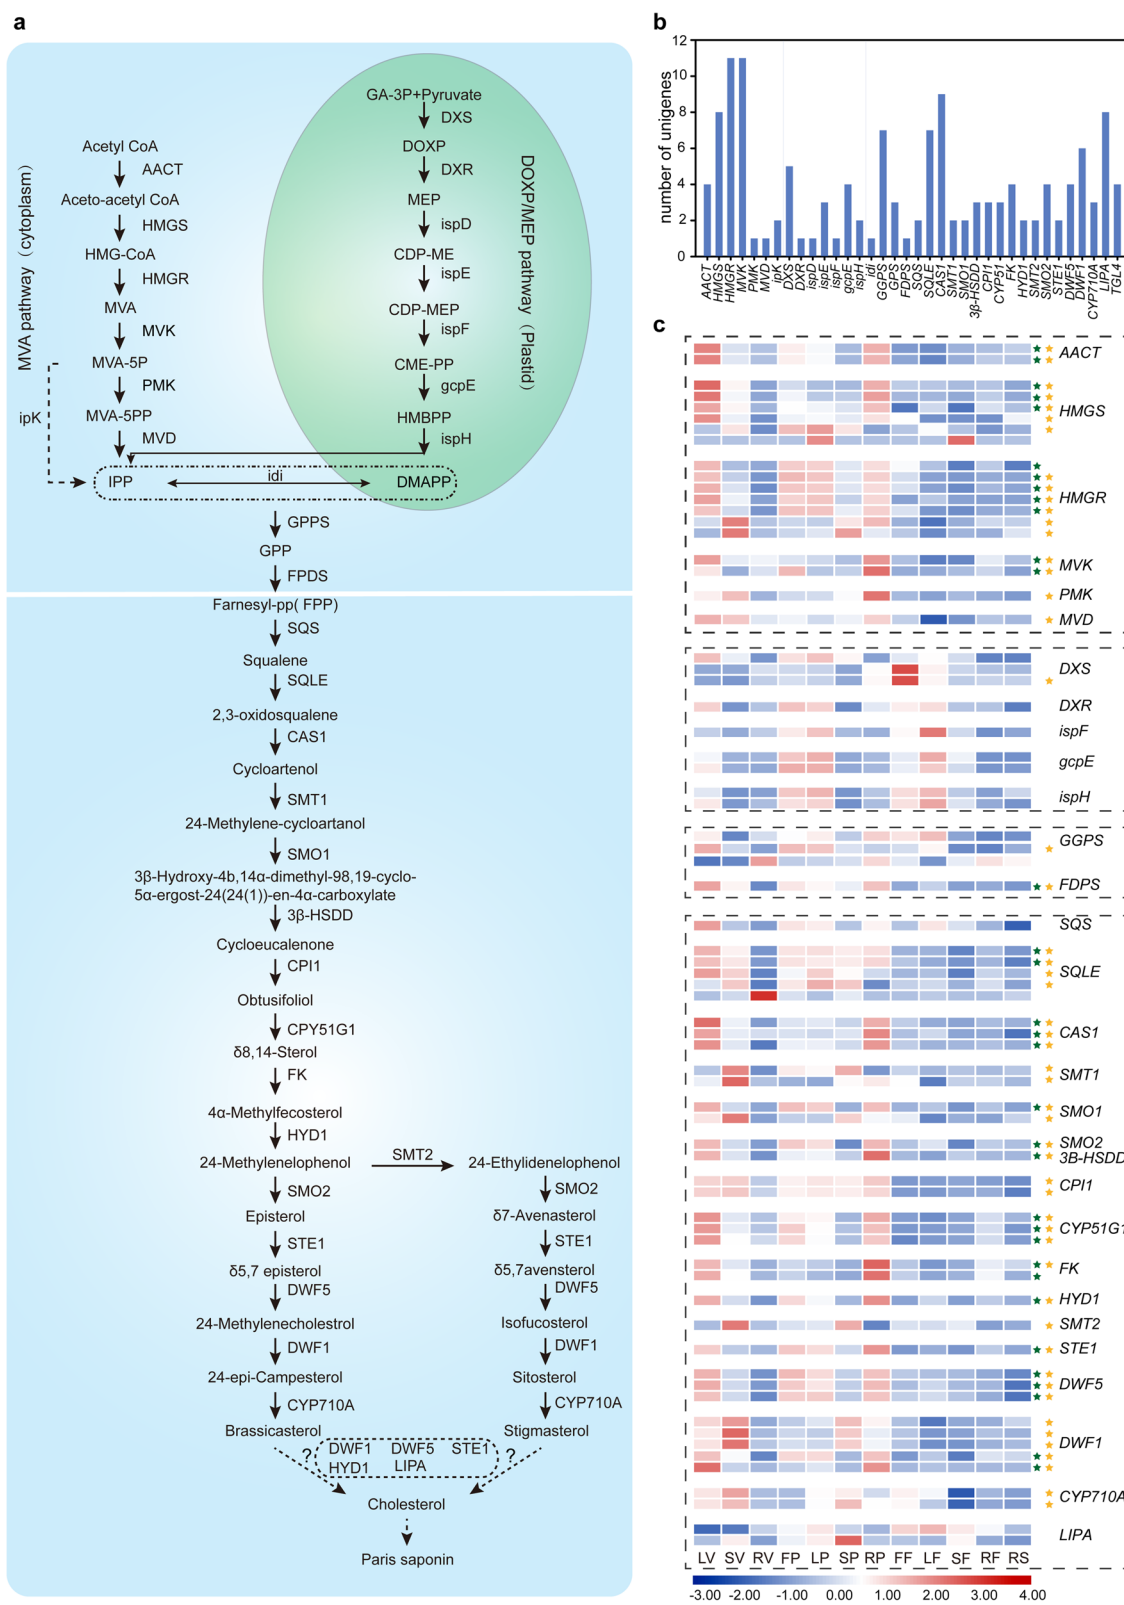 a
GA-3P+Pyruvate
DXS
DOXP
DXR
MEP
ispD
CDP-ME
ispE
CDP-MEP
ispF
CME-PP
gcpE
HMBPP
ispH
DOXP/MEP pathway (Plastid)
MVA pathway (cytoplasm)
Acetyl CoA
AACT
Aceto-acetyl CoA
HMGS
HMG-CoA
HMGR
MVA
MVK
MVA-5P
PMK
MVA-5PP
MVD
ipK
IPP
idi
DMAPP
GPPS
GPP
FPDS
Farnesyl-pp( FPP)
SQS
Squalene
SQLE
2,3-oxidosqualene
CAS1
Cycloartenol
SMT1
24-Methylene-cycloartanol
SMO1
3β-Hydroxy-4b,14α-dimethyl-98,19-cyclo-
5α-ergost-24(24(1))-en-4α-carboxylate
3β-HSDD
Cycloeucalenone
CPI1
Obtusifoliol
CPY51G1
δ8,14-Sterol
FK
4α-Methylfecosterol
HYD1
24-Methylenelophenol
SMT2
24-Ethylidenelophenol
SMO2
SMO2
Episterol
δ7-Avenasterol
STE1
STE1
δ5,7 episterol
δ5,7avensterol
DWF5
DWF5
24-Methylenecholestrol
Isofucosterol
DWF1
DWF1
24-epi-Campesterol
Sitosterol
CYP710A
CYP710A
Brassicasterol
Stigmasterol
?
DWF1 DWF5 STE1
HYD1 LIPA
?
Cholesterol
Paris saponin
b
number of unigenes
12
10
8
6
4
2
0
AACT
HMGS
HMGR
MVK
PMK
MVD
ipK
DXS
DXR
ispD
ispE
ispF
gcpE
ispH
idi
GGPS
GPS
FDPS
SQS
SQLE
CAS1
SMT1
SMO1
3β-HSDD
CPI1
CYP51
FK
HYD1
SMT2
SMO2
STE1
DWF5
DWF1
CYP710A
LIPA
TGL4
c
AACT
HMGS
HMGR
MVK
PMK
MVD
DXS
DXR
ispF
gcpE
ispH
GGPS
FDPS
SQS
SQLE
CAS1
SMT1
SMO1
SMO2
3B-HSDD
CPI1
CYP51G1
FK
HYD1
SMT2
STE1
DWF5
DWF1
CYP710A
LIPA
LV SV RV FP LP SP RP FF LF SF RF RS
-3.00 -2.00 -1.00 0.00 1.00 2.00 3.00 4.00